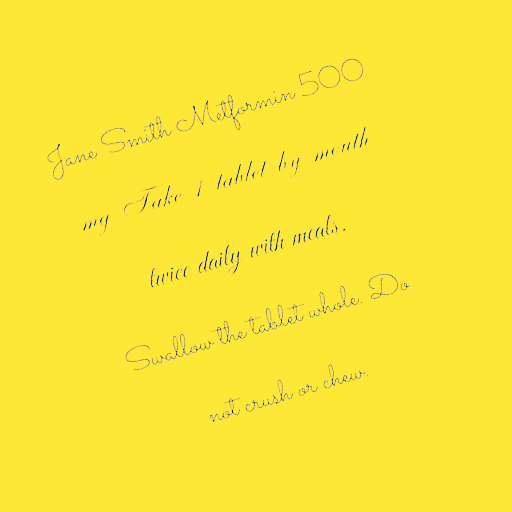 Jane Smith Metformin 500
mg Take 1 tablet by mouth
twice daily with meals.
Swallow the tablet whole. Do
not crush or chew.